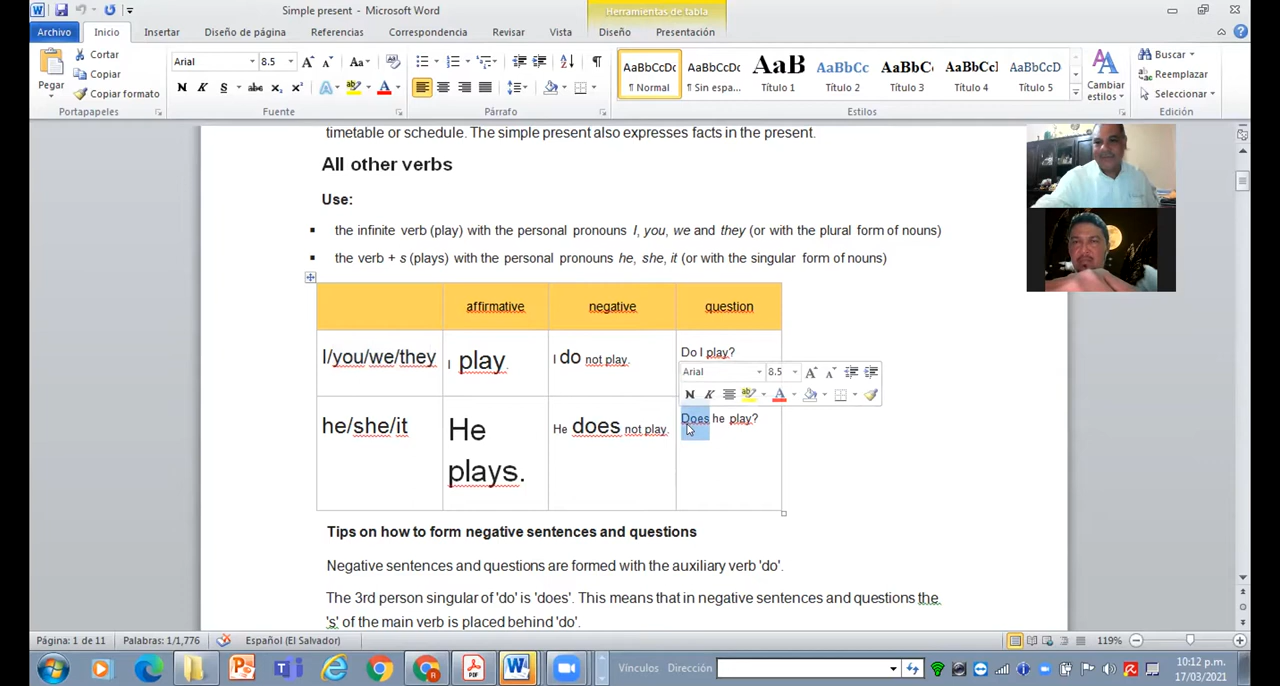 Simple present - Microsoft Word
Herramientas de tabla
Archivo Inicio Insertar Diseño de página Referencias Correspondencia Revisar Vista Diseño Presentación
Pegar
Cortar
Copiar
Copiar formato
Portapapeles
Arial 8.5
Aa
N K S abc x₂ x²
Fuente
Párrafo
AaBbCcDc AaBbCcDc AaB AaBbCc AaBbC AaBbCcI AaBbCcD
¶ Normal ¶ Sin espa... Título 1 Título 2 Título 3 Título 4 Título 5
Estilos
Cambiar estilos
Buscar
Reemplazar
Seleccionar
Edición
timetable or schedule. The simple present also expresses facts in the present.
All other verbs
Use:
the infinite verb (play) with the personal pronouns I, you, we and they (or with the plural form of nouns)
the verb + s (plays) with the personal pronouns he, she, it (or with the singular form of nouns)
affirmative negative question
I/you/we/they I play. I do not play. Do I play?
Arial 8.5
N K
he/she/it He plays. He does not play. Does he play?
Tips on how to form negative sentences and questions
Negative sentences and questions are formed with the auxiliary verb 'do'.
The 3rd person singular of 'do' is 'does'. This means that in negative sentences and questions the
's' of the main verb is placed behind 'do'.
Página: 1 de 11 Palabras: 1/1,776 Español (El Salvador) 119%
Vínculos Dirección
10:12 p.m.
17/03/2021